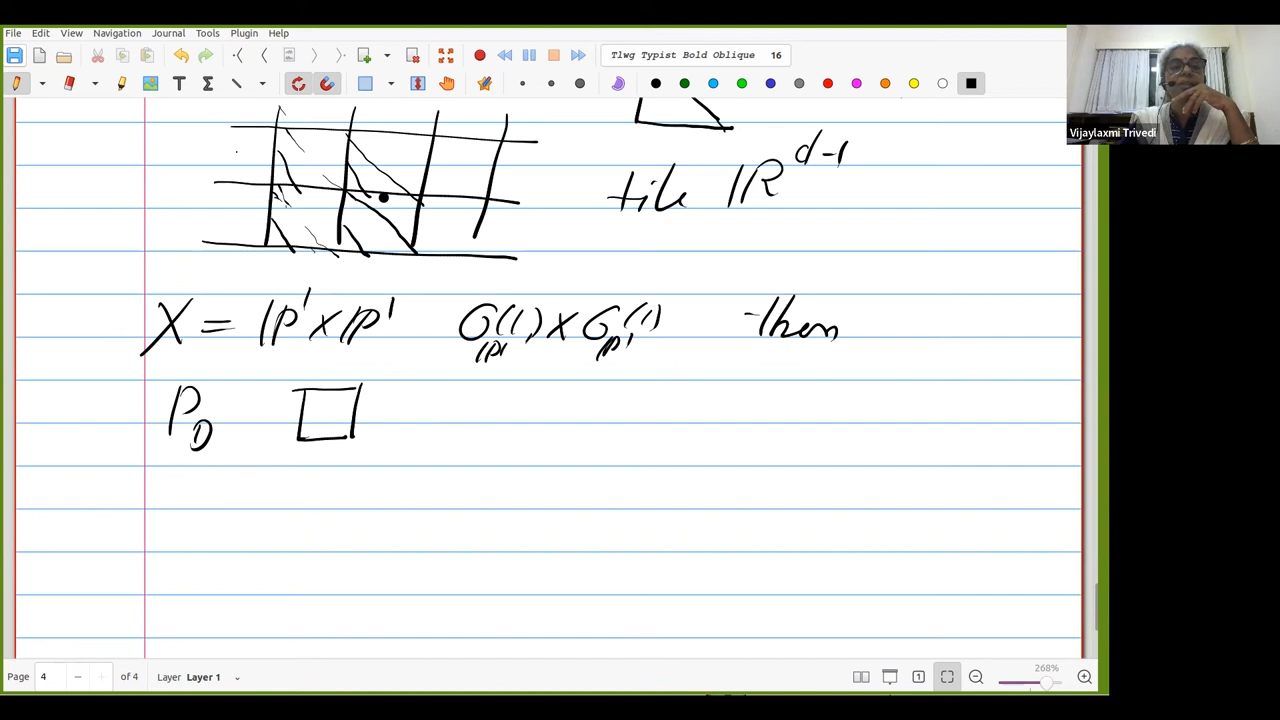 File Edit View Navigation Journal Tools Plugin Help
Tlwg Typist Bold Oblique 16
Vijaylaxmi Trivedi
tile ℝ^{d-1}
X = ℙ¹ × ℙ¹ O_{ℙ¹}(1) × O_{ℙ¹}(1) then
P_D □
Page 4 of 4 Layer Layer 1
268%